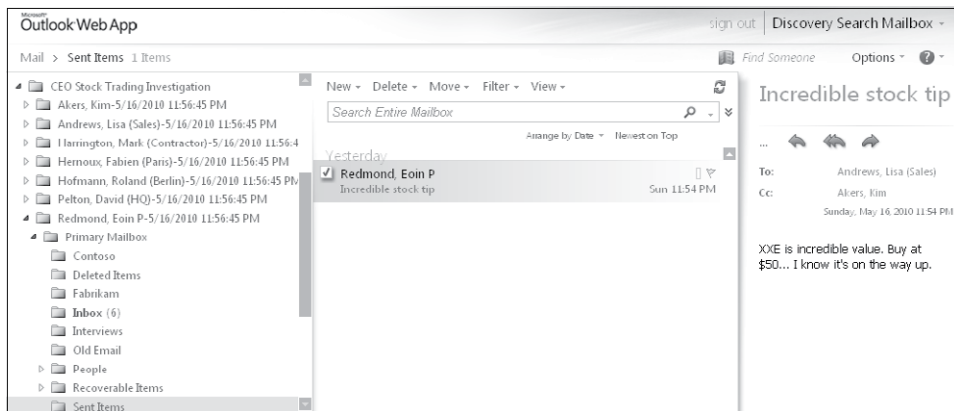 Microsoft®
Outlook Web App
sign out
Discovery Search Mailbox
Mail > Sent Items 1 Items
Find Someone
Options
?
CEO Stock Trading Investigation
Akers, Kim-5/16/2010 11:56:45 PM
Andrews, Lisa (Sales)-5/16/2010 11:56:45 PM
Harrington, Mark (Contractor)-5/16/2010 11:56:4
Hernoux, Fabien (Paris)-5/16/2010 11:56:45 PM
Hofmann, Roland (Berlin)-5/16/2010 11:56:45 PM
Pelton, David (HQ)-5/16/2010 11:56:45 PM
Redmond, Eoin P-5/16/2010 11:56:45 PM
Primary Mailbox
Contoso
Deleted Items
Fabrikam
Inbox (6)
Interviews
Old Email
People
Recoverable Items
Sent Items
New Delete Move Filter View
Search Entire Mailbox
Arrange by Date Newest on Top
Yesterday
Redmond, Eoin P
Incredible stock tip
Sun 11:54 PM
Incredible stock tip
...
To: Andrews, Lisa (Sales)
Cc: Akers, Kim
Sunday, May 16, 2010 11:54 PM
XXE is incredible value. Buy at
$50... I know it's on the way up.